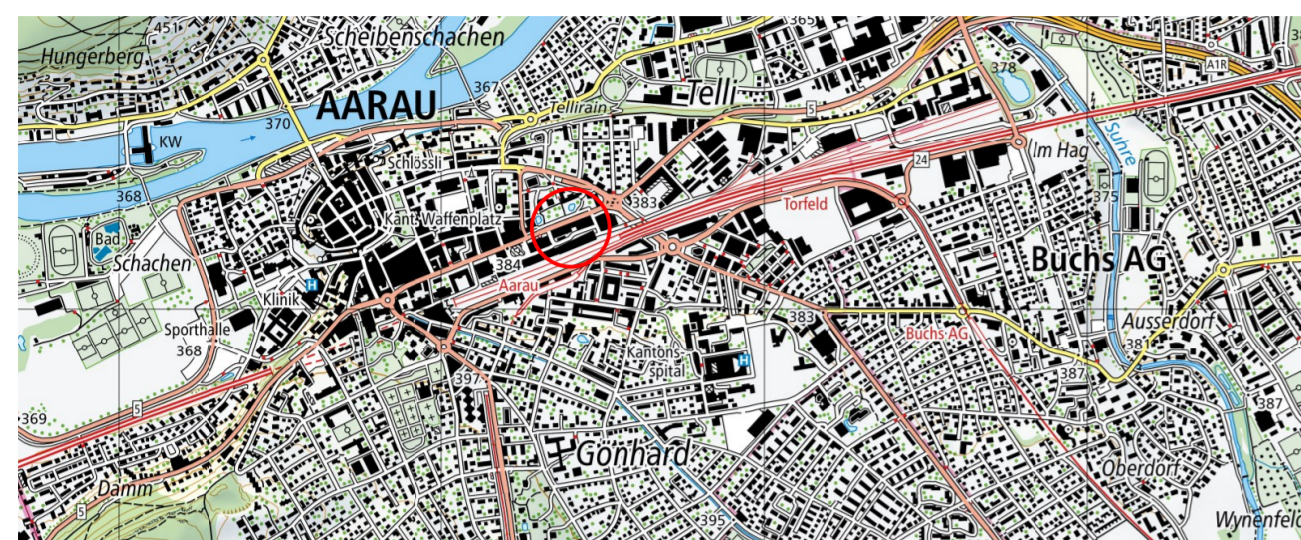 451
Hungerberg
Scheibenschachen
365
367
AARAU
Telli
5
378
A1R
Tellirain
370
KW
Schlössli
Suhre
Im Hag
24
368
Kant. Waffenplatz
383
Torfeld
375
Bad
Schachen
384
Aarau
Buchs AG
Klinik
H
Sporthalle
368
383
Buchs AG
Ausserdorf
381
Kantons-
spital
H
397
387
369
5
387
Gönhard
Oberdorf
Damm
5
395
Wynenfeld